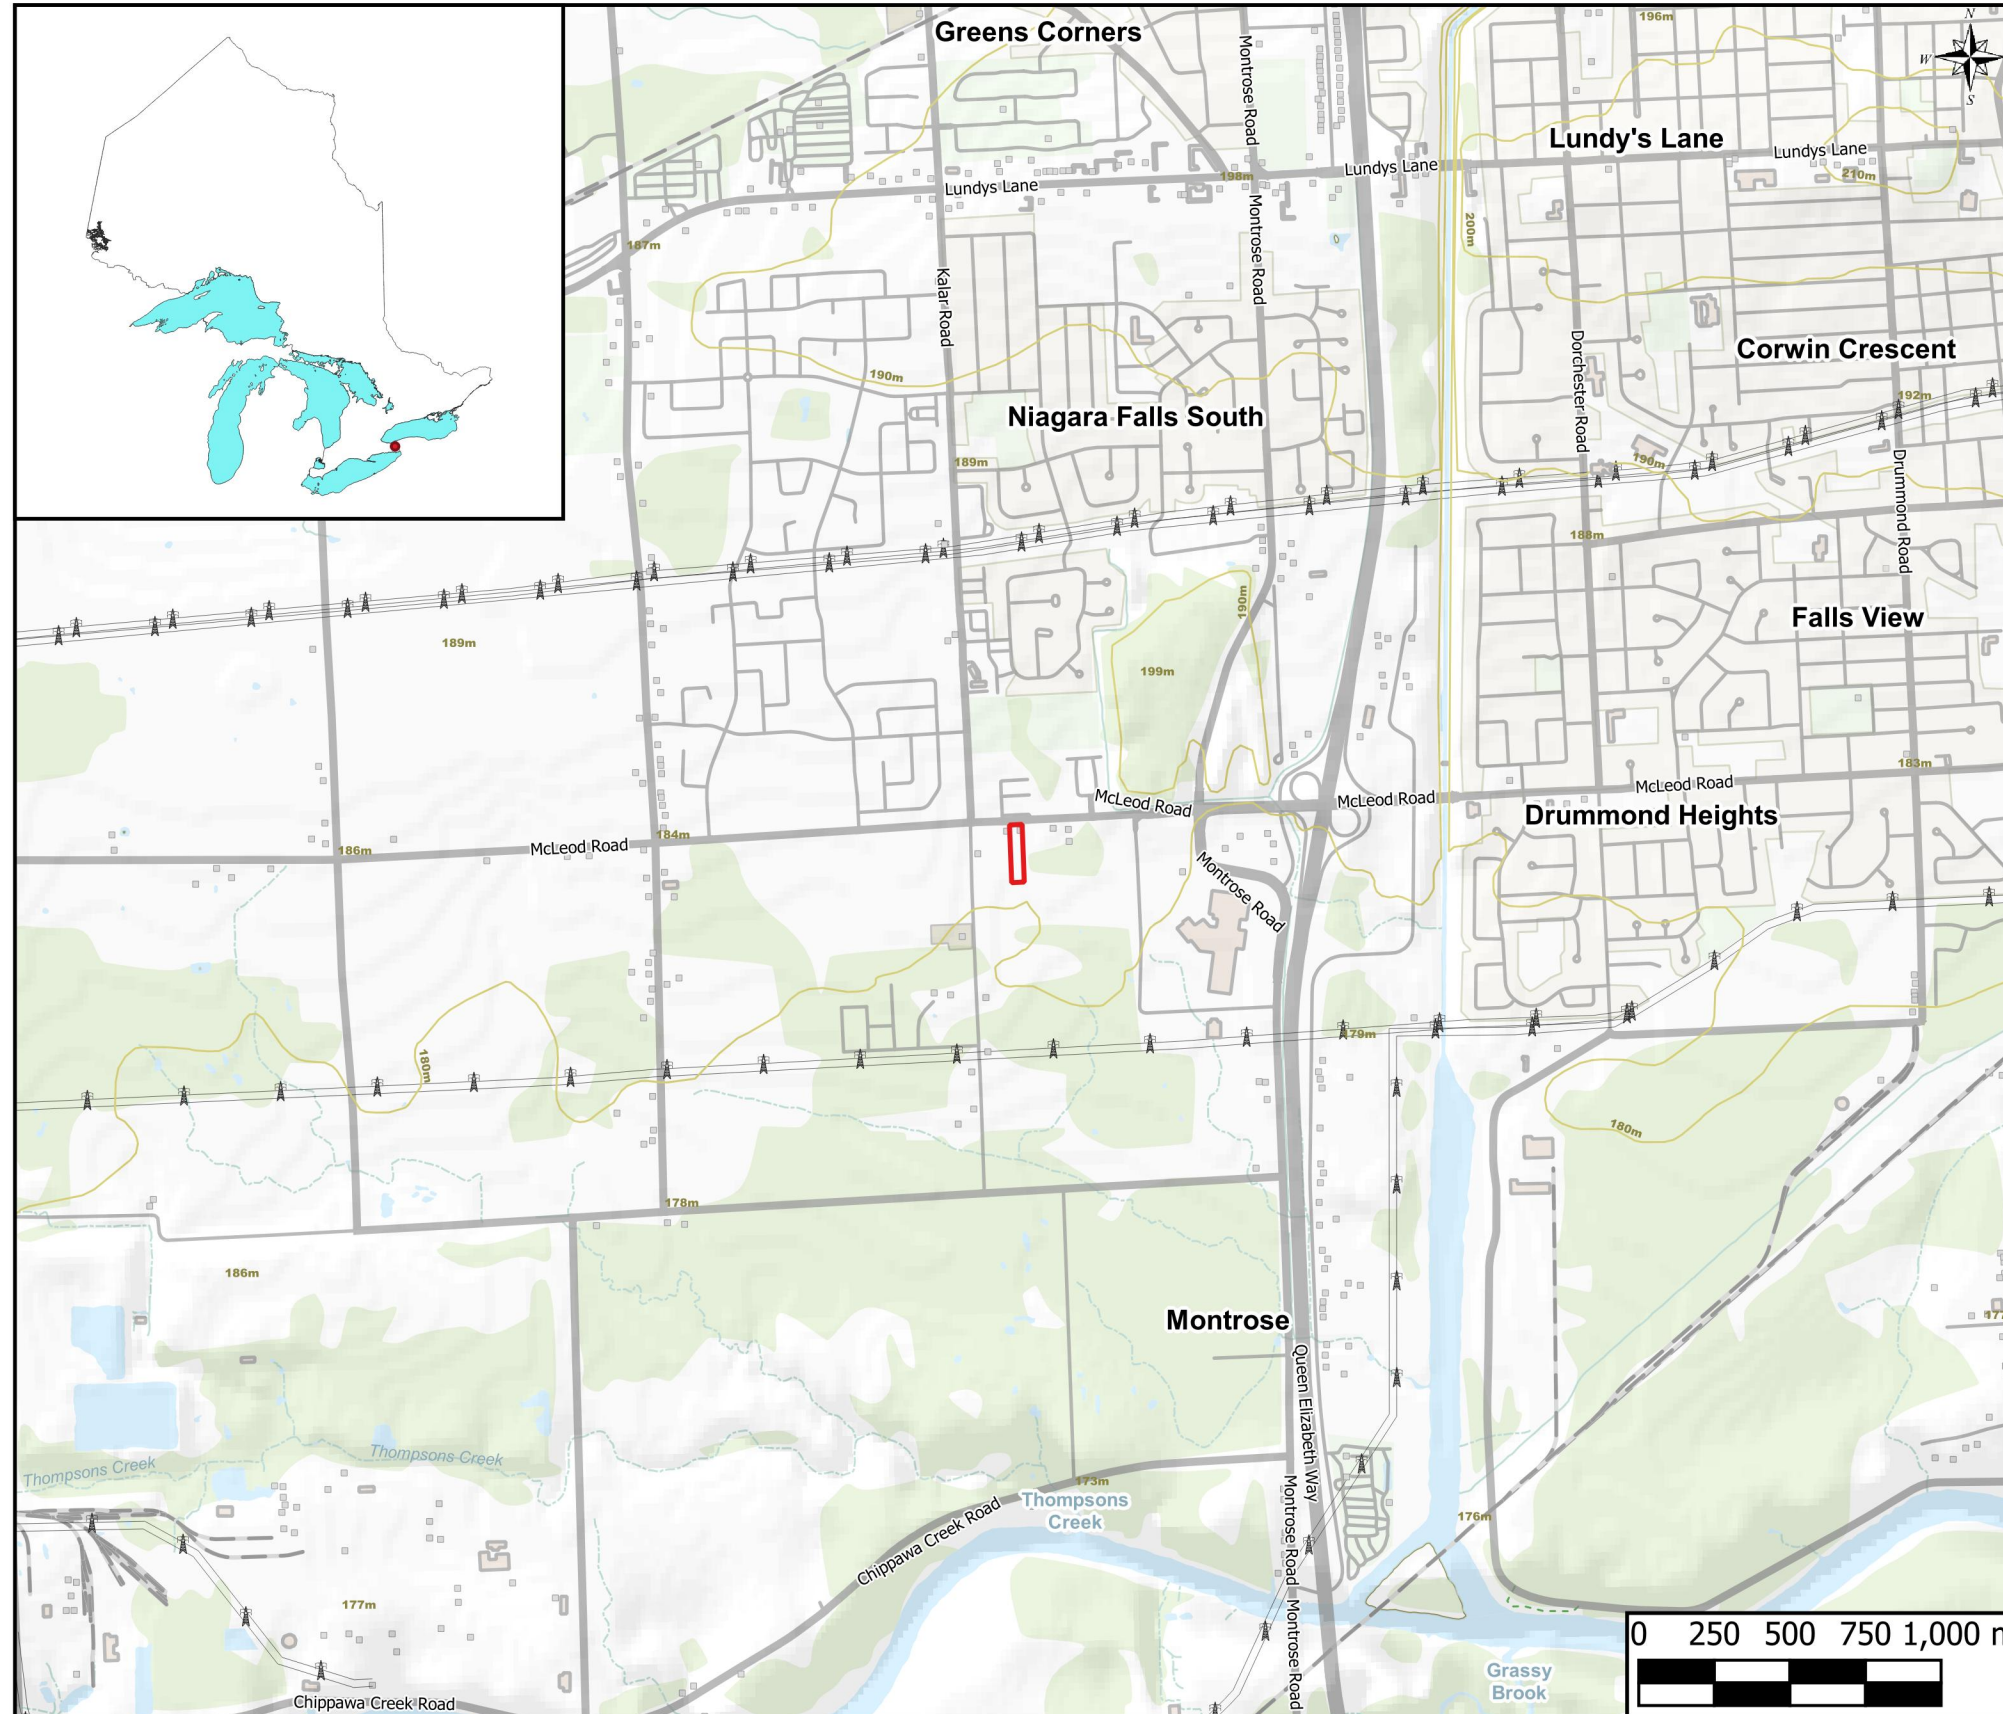 Greens Corners
196m
N
W
S
Montrose Road
Lundy's Lane
Lundys Lane
Lundys Lane
Lundys Lane
198m
210m
Montrose Road
200m
187m
Kalar Road
Dorchester Road
Corwin Crescent
190m
192m
Niagara Falls South
189m
190m
Drummond Road
188m
190m
Falls View
189m
199m
183m
McLeod Road
McLeod Road
McLeod Road
Drummond Heights
184m
McLeod Road
186m
Montrose Road
179m
180m
180m
178m
186m
Montrose
177
Queen Elizabeth Way
Thompsons Creek
Thompsons Creek
173m
Thompsons
Creek
Chippawa Creek Road
176m
Montrose Road
177m
Montrose Road
0 250 500 750 1,000
Grassy
Brook
Chippawa Creek Road